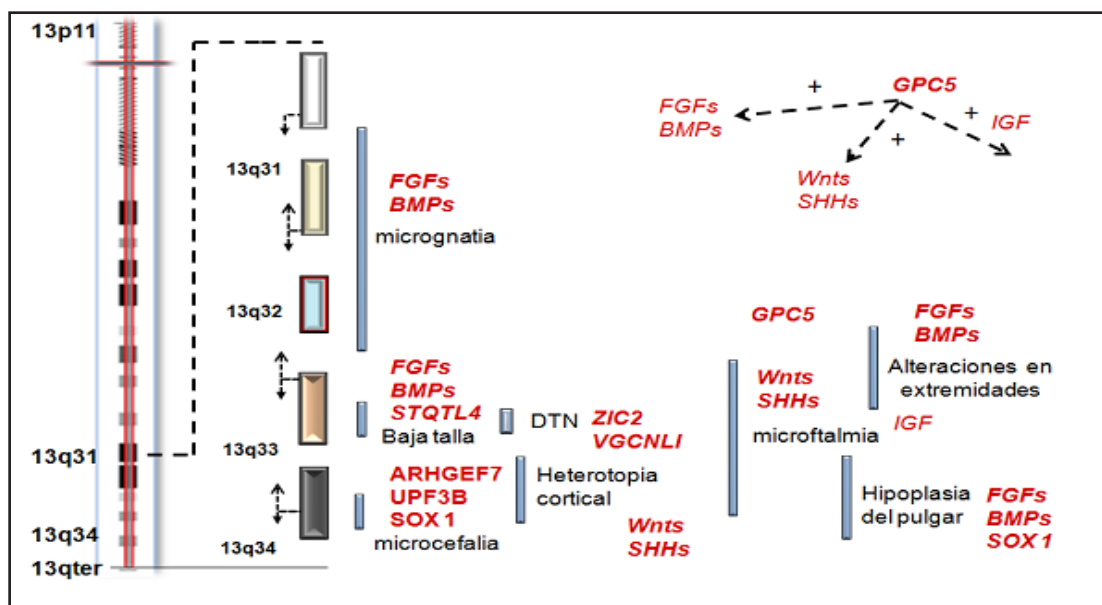 13p11
13q31
13q34
13qter
13q31
13q32
13q33
13q34
FGFs
BMPs
micrognatia
FGFs
BMPs
STQTL4
Baja talla
ARHGEF7
UPF3B
SOX 1
microcefalia
DTN
ZIC2
VGCNLI
Heterotopia
cortical
Wnts
SHHs
GPC5
+
+
+
FGFs
BMPs
IGF
Wnts
SHHs
GPC5
Wnts
SHHs
microftalmia
FGFs
BMPs
Alteraciones en
extremidades
IGF
Hipoplasia
del pulgar
FGFs
BMPs
SOX 1